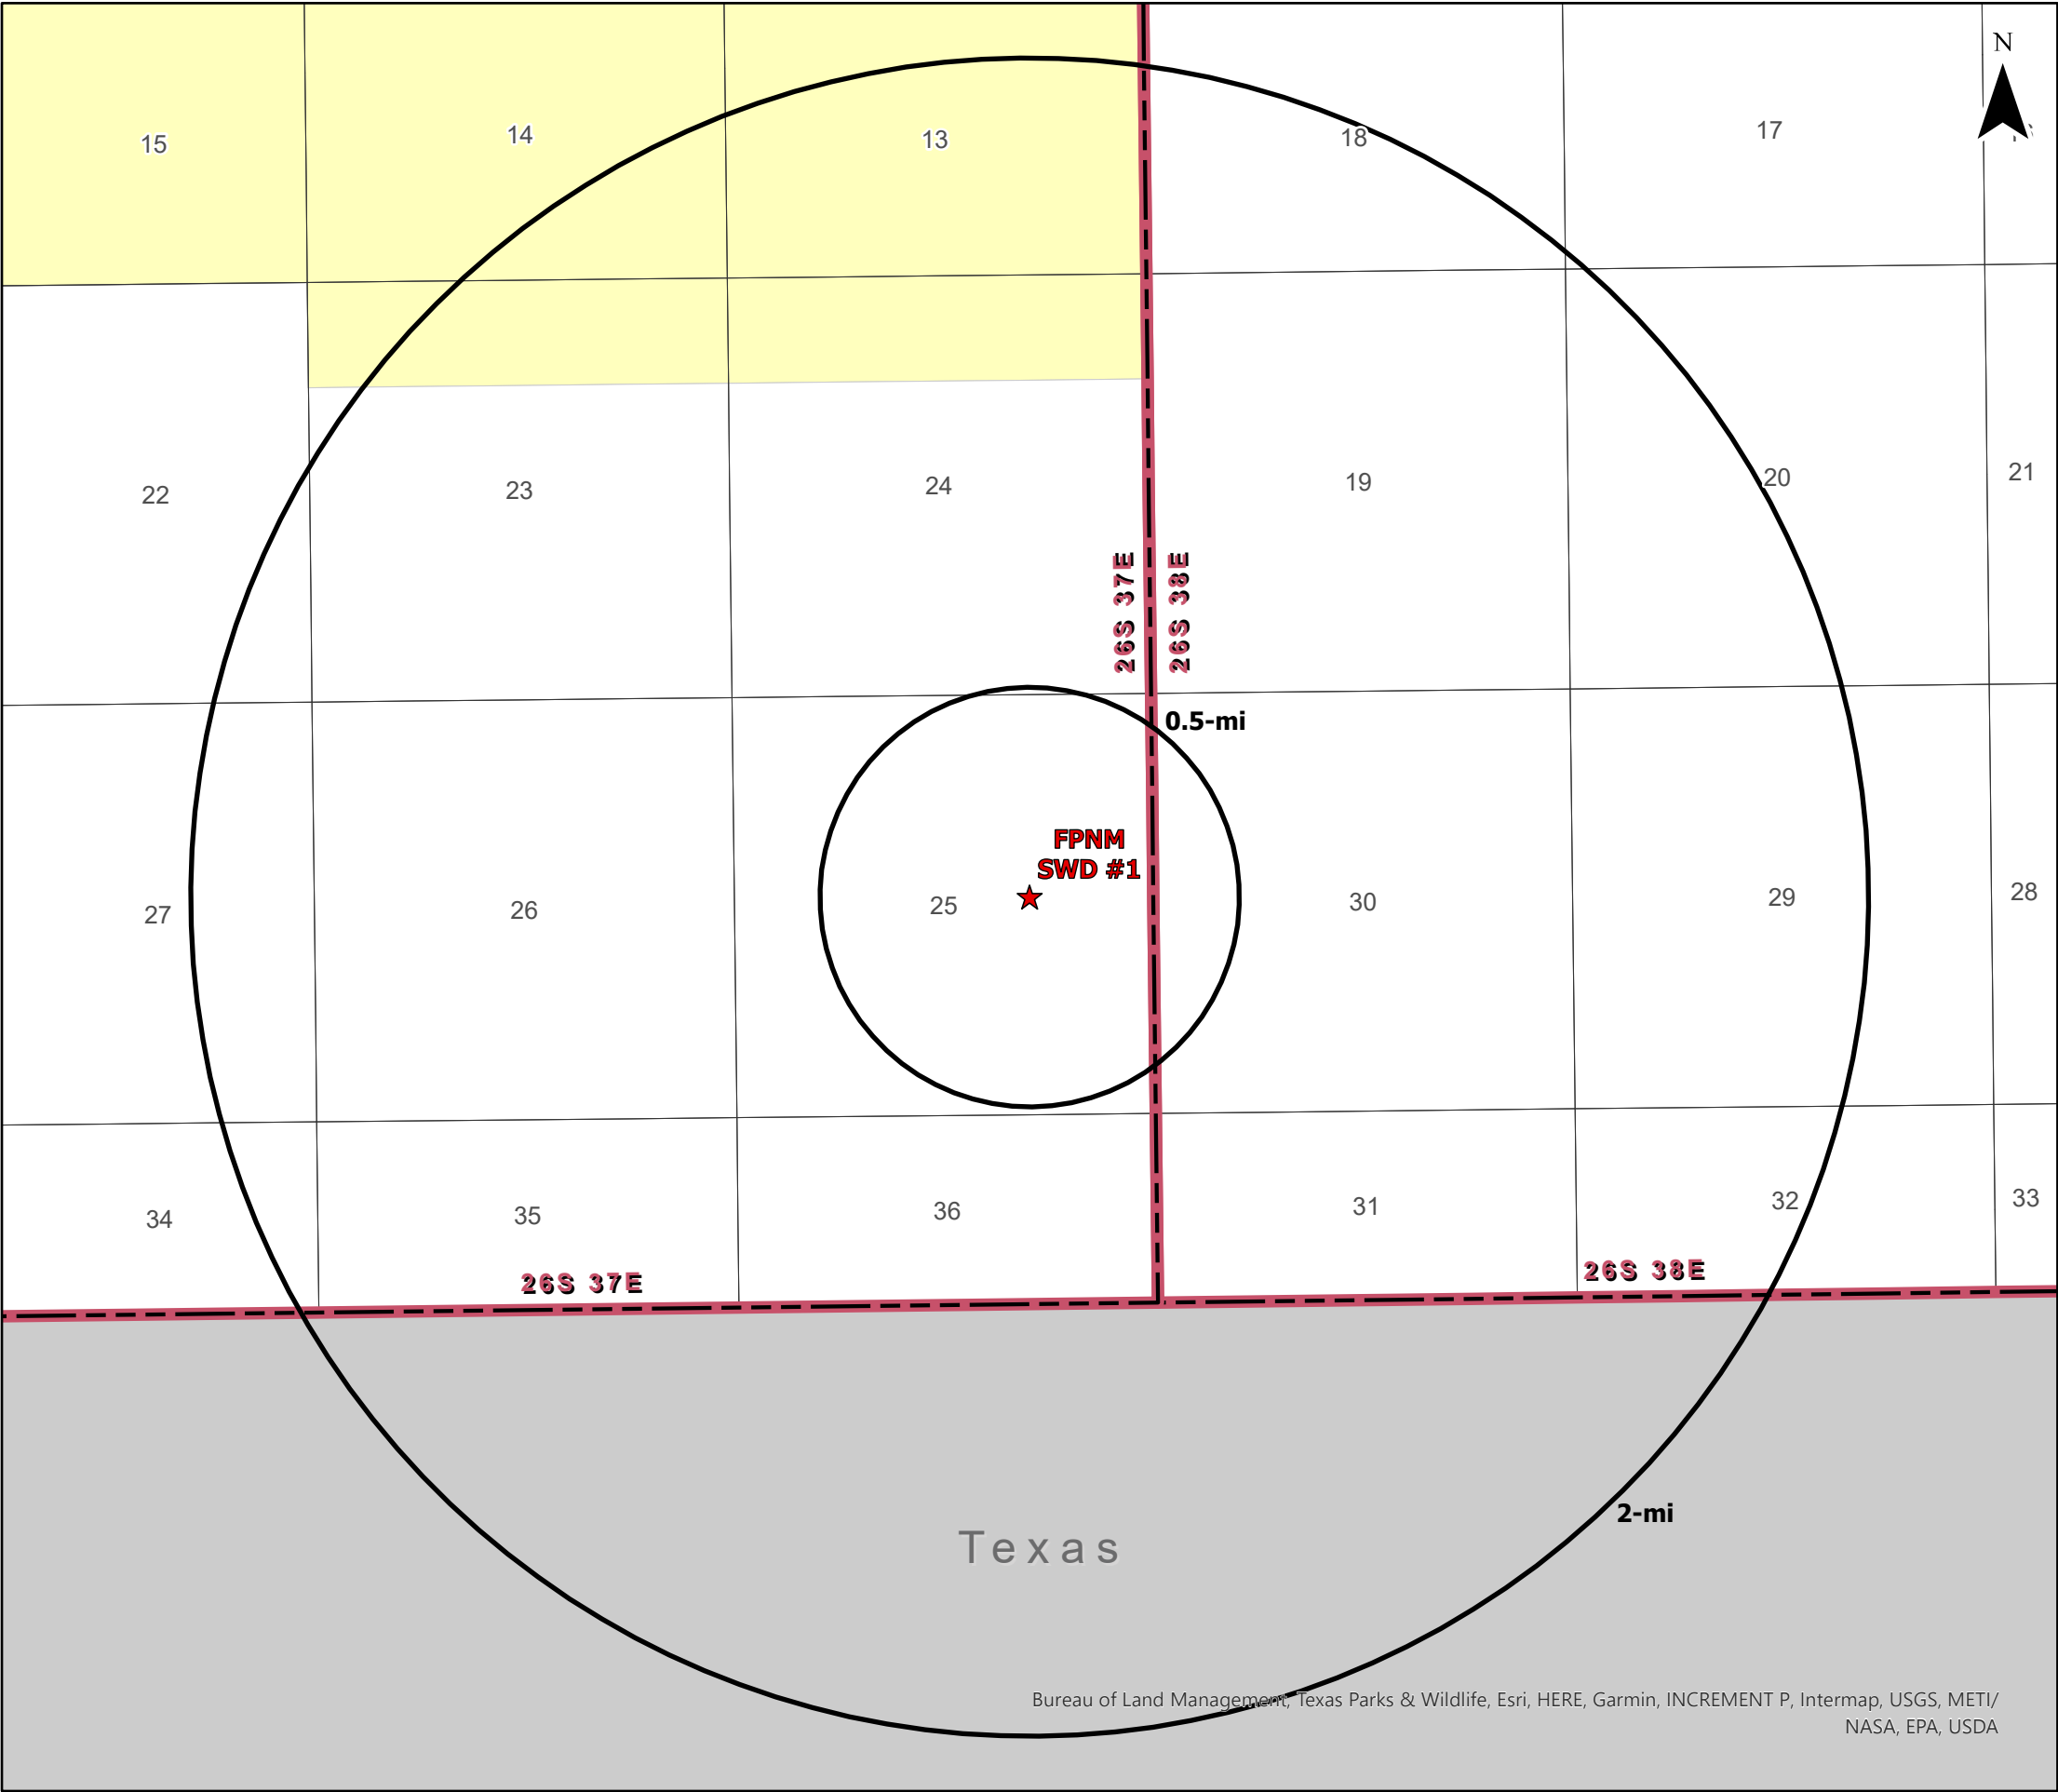 N
15
14
13
18
17
22
23
24
19
20
21
26S 37E
26S 38E
0.5-mi
FPNM
SWD #1
27
26
25
30
29
28
34
35
36
31
32
33
26S 37E
26S 38E
2-mi
Texas
Bureau of Land Management, Texas Parks & Wildlife, Esri, HERE, Garmin, INCREMENT P, Intermap, USGS, METI/
NASA, EPA, USDA